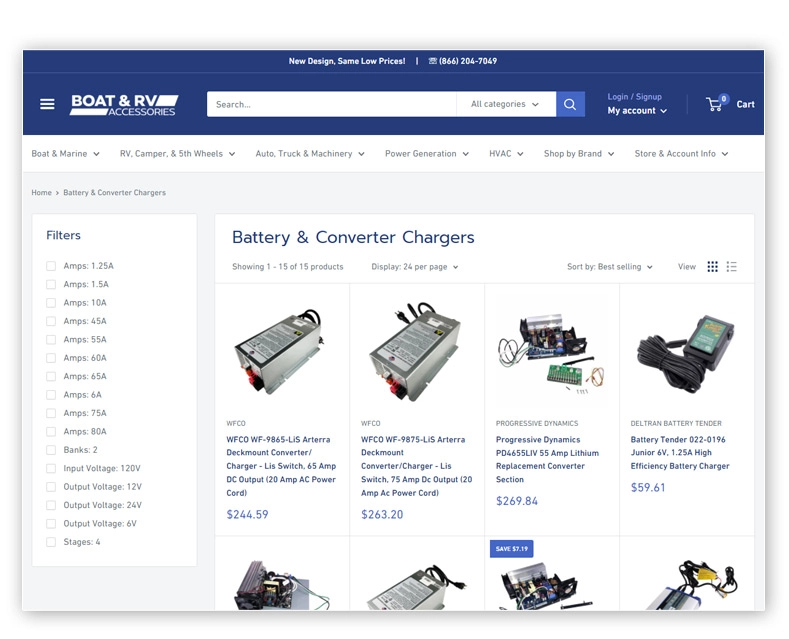 New Design, Same Low Prices! | ☏ (866) 204-7049
BOAT & RV
ACCESSORIES
Search...
All categories
Login / Signup
My account
0
Cart
Boat & Marine
RV, Camper, & 5th Wheels
Auto, Truck & Machinery
Power Generation
HVAC
Shop by Brand
Store & Account Info
Home > Battery & Converter Chargers
Filters
Amps: 1.25A
Amps: 1.5A
Amps: 10A
Amps: 45A
Amps: 55A
Amps: 60A
Amps: 65A
Amps: 6A
Amps: 75A
Amps: 80A
Banks: 2
Input Voltage: 120V
Output Voltage: 12V
Output Voltage: 24V
Output Voltage: 6V
Stages: 4
Battery & Converter Chargers
Showing 1 - 15 of 15 products
Display: 24 per page
Sort by: Best selling
View
WFCO
WFCO WF-9865-LiS Arterra
Deckmount Converter/
Charger - Lis Switch, 65 Amp
DC Output (20 Amp AC Power
Cord)
$244.59
WFCO
WFCO WF-9875-LiS Arterra
Deckmount
Converter/Charger - Lis
Switch, 75 Amp Dc Output (20
Amp Ac Power Cord)
$263.20
PROGRESSIVE DYNAMICS
Progressive Dynamics
PD4655LIV 55 Amp Lithium
Replacement Converter
Section
$269.84
DELTRAN BATTERY TENDER
Battery Tender 022-0196
Junior 6V, 1.25A High
Efficiency Battery Charger
$59.61
SAVE $7.19